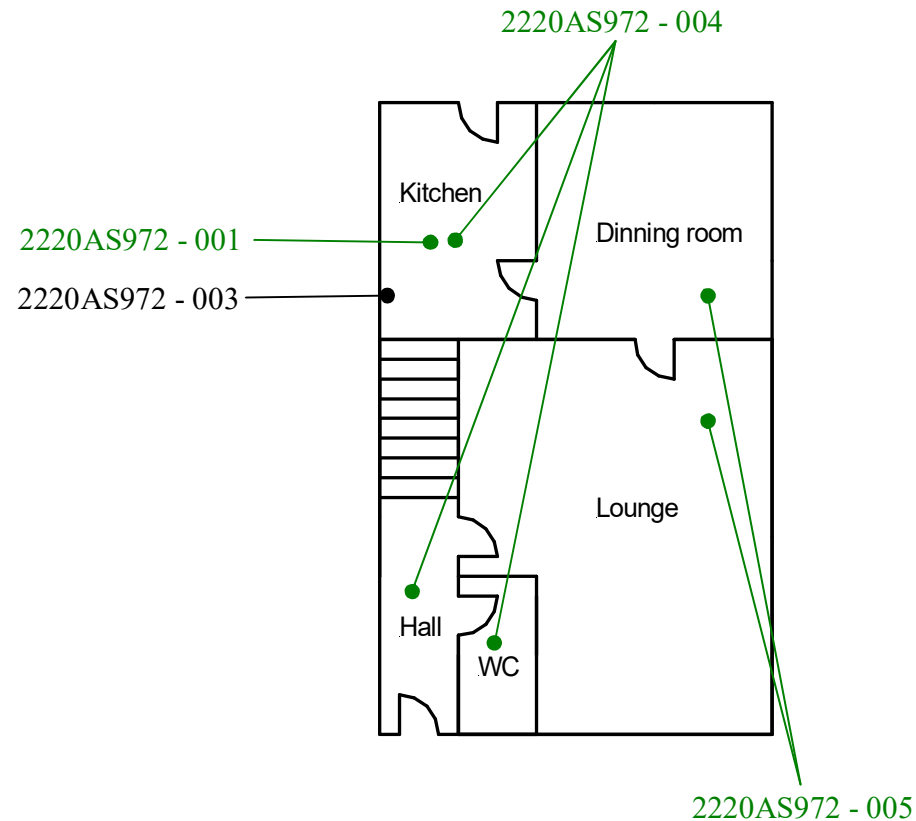 2220AS972 - 004
Kitchen
Dinning room
2220AS972 - 001
2220AS972 - 003
Lounge
Hall
WC
2220AS972 - 005